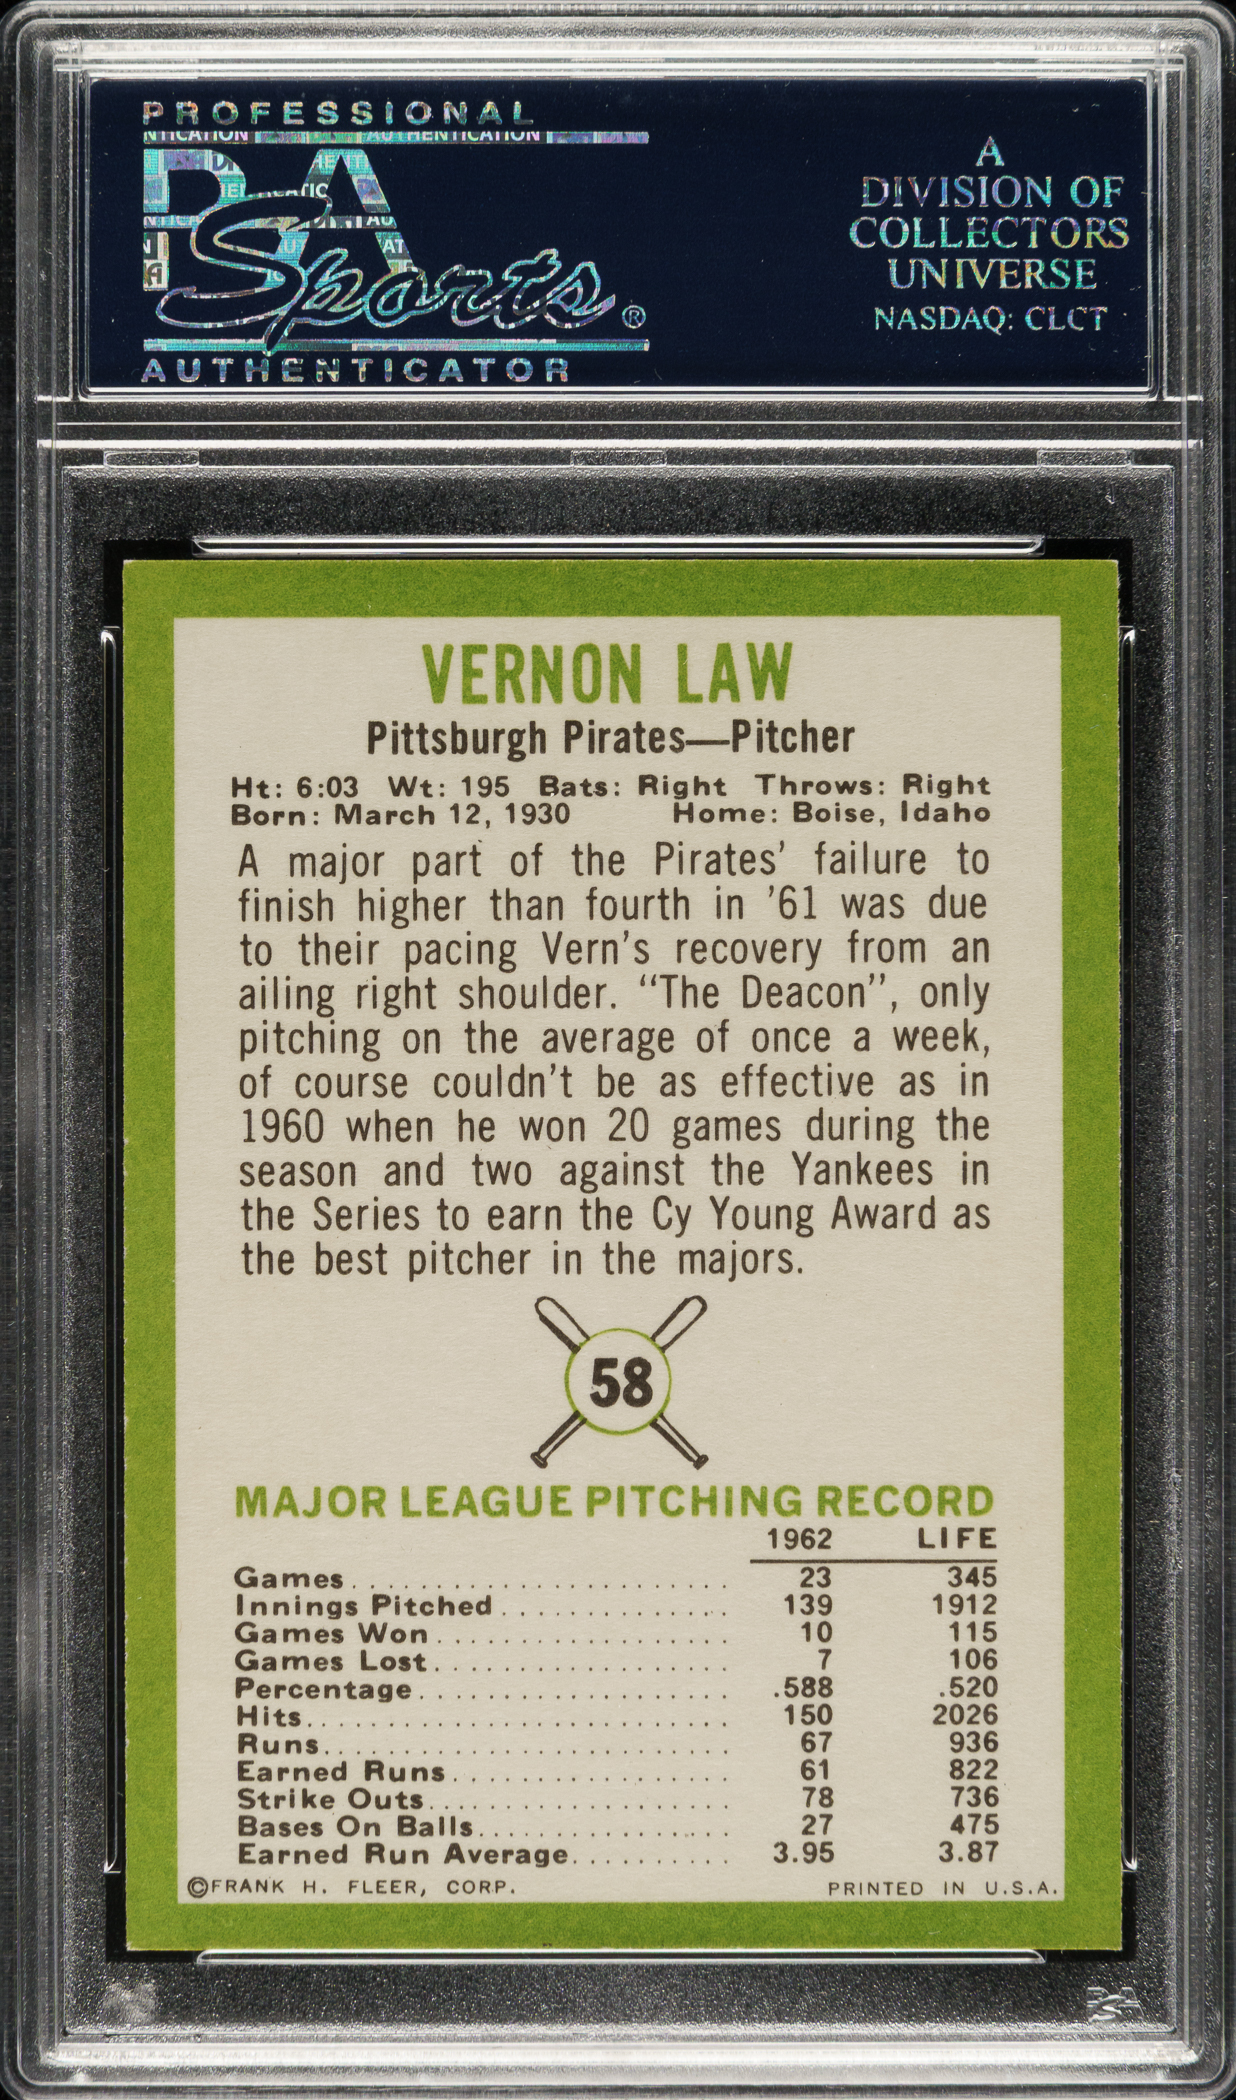 PROFESSIONAL
PSA
Sports®
AUTHENTICATOR
A
DIVISION OF
COLLECTORS
UNIVERSE
NASDAQ: CLCT
VERNON LAW
Pittsburgh Pirates—Pitcher
Ht: 6:03 Wt: 195 Bats: Right Throws: Right
Born: March 12, 1930 Home: Boise, Idaho
A major part of the Pirates' failure to
finish higher than fourth in '61 was due
to their pacing Vern's recovery from an
ailing right shoulder. "The Deacon", only
pitching on the average of once a week,
of course couldn't be as effective as in
1960 when he won 20 games during the
season and two against the Yankees in
the Series to earn the Cy Young Award as
the best pitcher in the majors.
58
MAJOR LEAGUE PITCHING RECORD
1962 LIFE
Games 23 345
Innings Pitched 139 1912
Games Won 10 115
Games Lost 7 106
Percentage .588 .520
Hits 150 2026
Runs 67 936
Earned Runs 61 822
Strike Outs 78 736
Bases On Balls 27 475
Earned Run Average 3.95 3.87
©FRANK H. FLEER, CORP. PRINTED IN U.S.A.
PSA